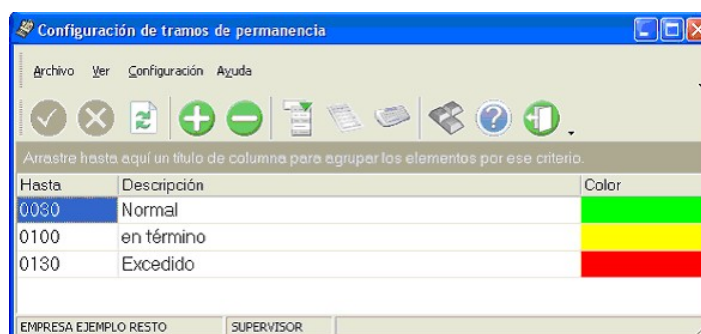 Configuración de tramos de permanencia
Archivo Ver Configuración Ayuda
Arrastre hasta aquí un título de columna para agrupar los elementos por ese criterio.
Hasta Descripción Color
0030 Normal
0100 en término
0130 Excedido
EMPRESA EJEMPLO RESTO SUPERVISOR